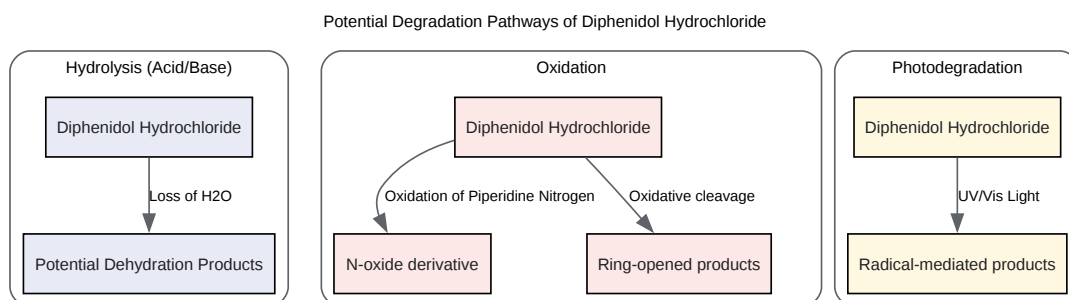 Potential Degradation Pathways of Diphenidol Hydrochloride
Hydrolysis (Acid/Base)
Diphenidol Hydrochloride
Loss of H2O
Potential Dehydration Products
Oxidation
Diphenidol Hydrochloride
Oxidation of Piperidine Nitrogen
Oxidative cleavage
N-oxide derivative
Ring-opened products
Photodegradation
Diphenidol Hydrochloride
UV/Vis Light
Radical-mediated products